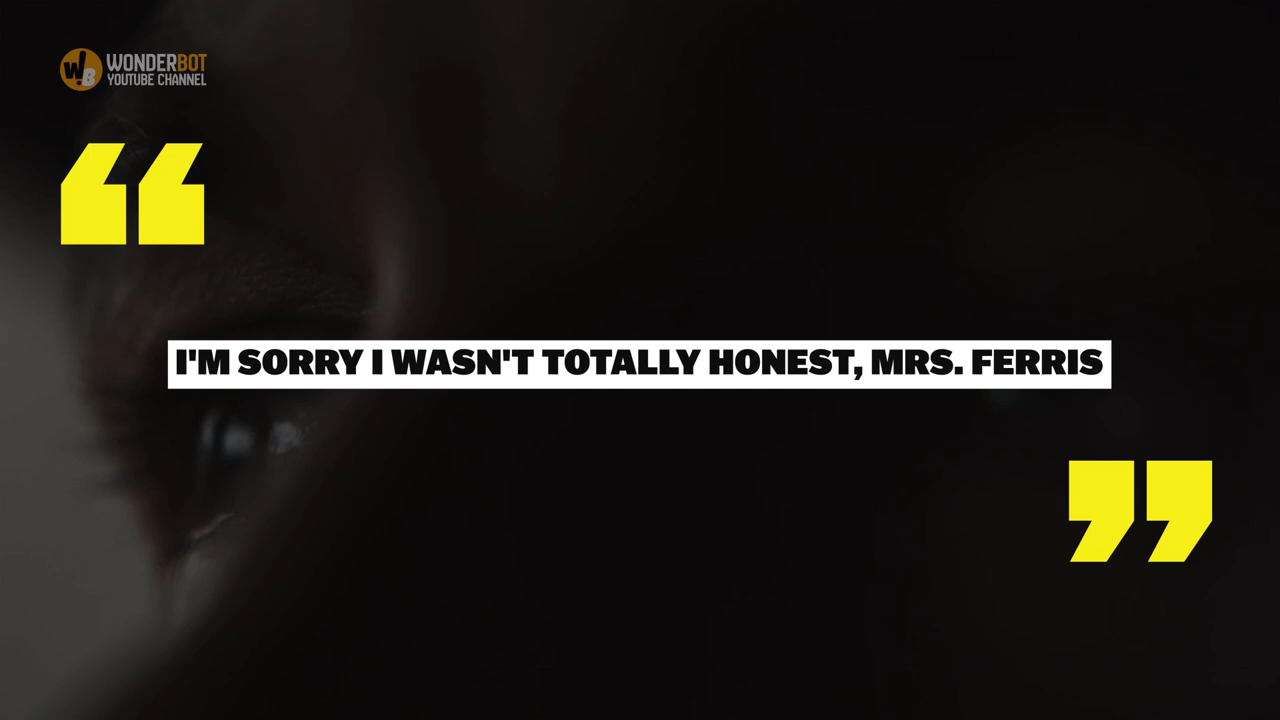 W!B WONDERBOT
YOUTUBE CHANNEL
“
I'M SORRY I WASN'T TOTALLY HONEST, MRS. FERRIS
”